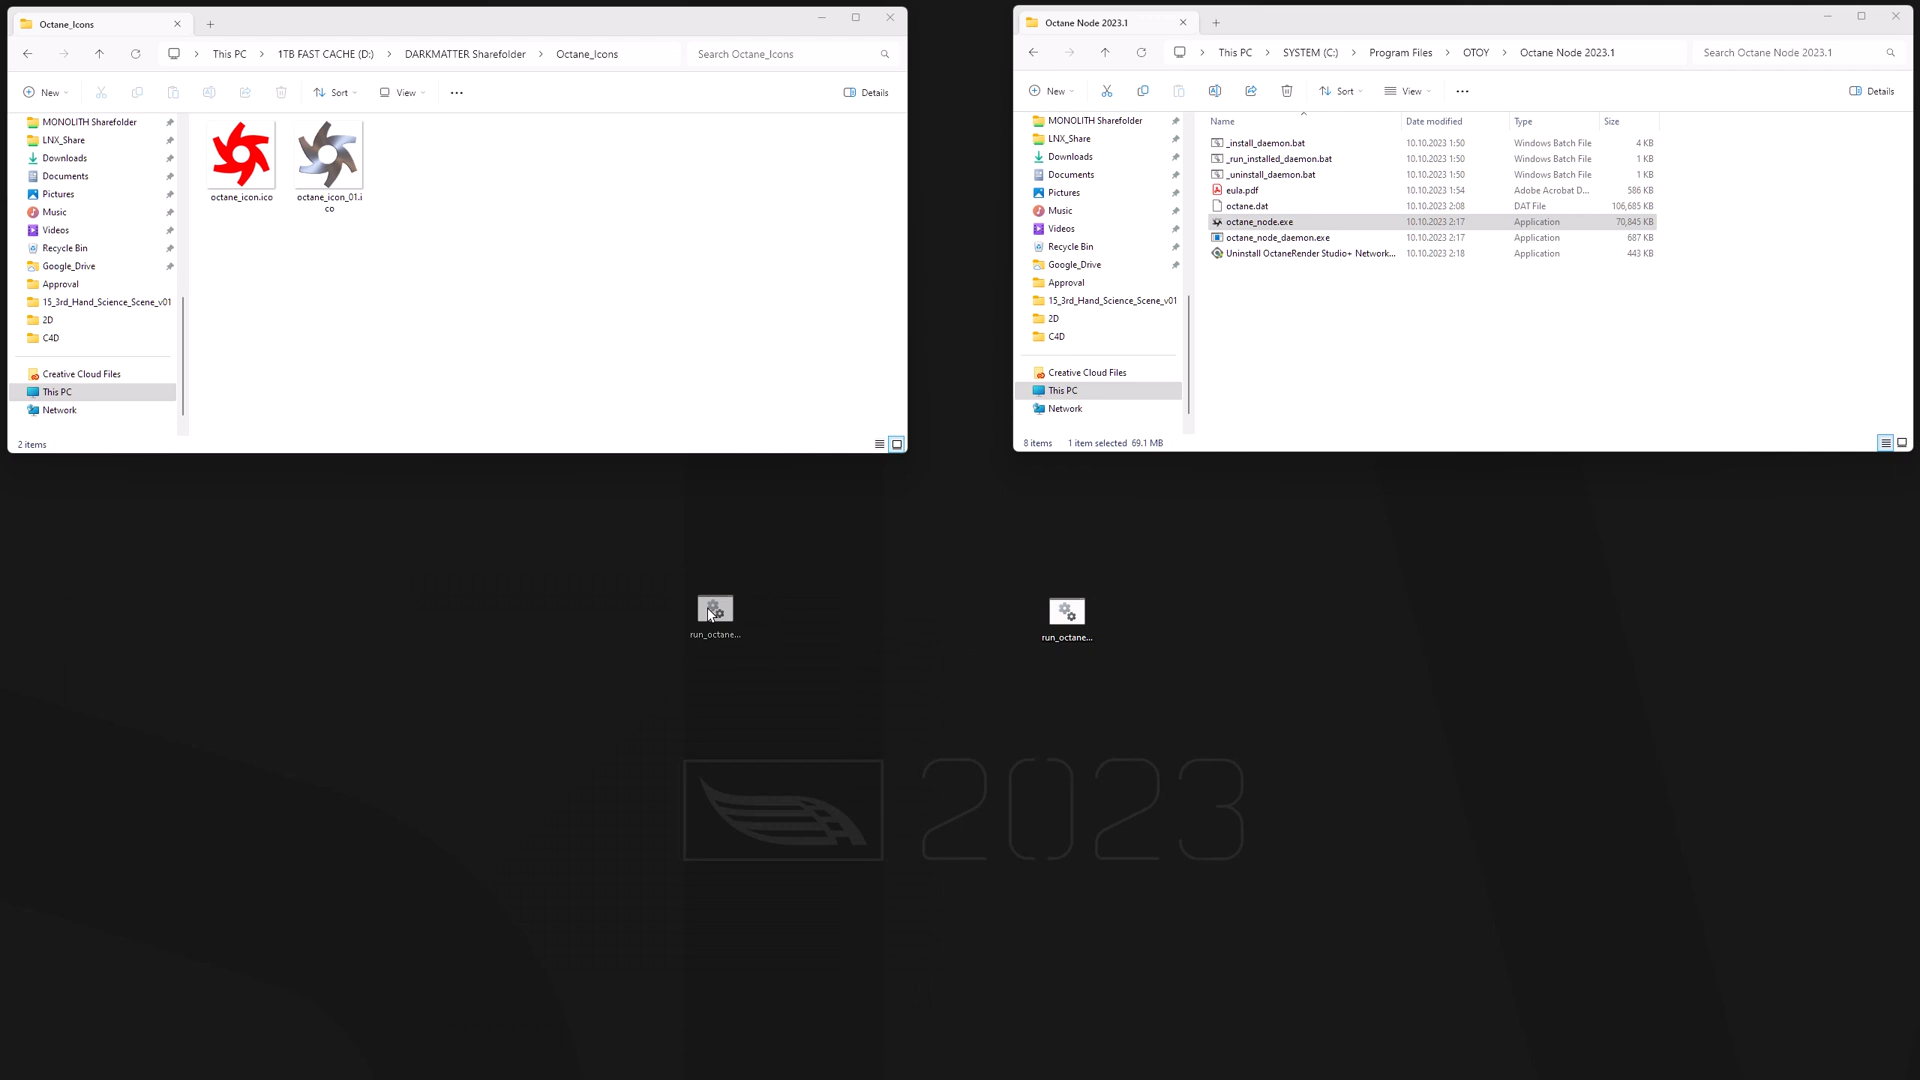 Octane_Icons
This PC > 1TB FAST CACHE (D:) > DARKMATTER Sharefolder > Octane_Icons
Search Octane_Icons
New
Sort
View
Details
MONOLITH Sharefolder
LNX_Share
Downloads
Documents
Pictures
Music
Videos
Recycle Bin
Google_Drive
Approval
15_3rd_Hand_Science_Scene_v01
2D
C4D
Creative Cloud Files
This PC
Network
octane_icon.ico
octane_icon_01.i
co
2 items
Octane Node 2023.1
This PC > SYSTEM (C:) > Program Files > OTOY > Octane Node 2023.1
Search Octane Node 2023.1
New
Sort
View
Details
MONOLITH Sharefolder
LNX_Share
Downloads
Documents
Pictures
Music
Videos
Recycle Bin
Google_Drive
Approval
15_3rd_Hand_Science_Scene_v01
2D
C4D
Creative Cloud Files
This PC
Network
Name Date modified Type Size
_install_daemon.bat 10.10.2023 1:50 Windows Batch File 4 KB
_run_installed_daemon.bat 10.10.2023 1:50 Windows Batch File 1 KB
_uninstall_daemon.bat 10.10.2023 1:50 Windows Batch File 1 KB
eula.pdf 10.10.2023 1:54 Adobe Acrobat D... 586 KB
octane.dat 10.10.2023 2:08 DAT File 106,685 KB
octane_node.exe 10.10.2023 2:17 Application 70,845 KB
octane_node_daemon.exe 10.10.2023 2:17 Application 687 KB
Uninstall OctaneRender Studio+ Network... 10.10.2023 2:18 Application 443 KB
8 items 1 item selected 69.1 MB
run_octane...
run_octane...
2023